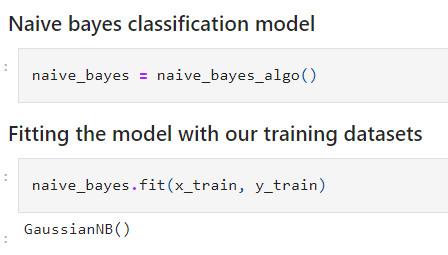 Naive bayes classification model
:
naive_bayes = naive_bayes_algo()
Fitting the model with our training datasets
:
naive_bayes.fit(x_train, y_train)
GaussianNB()
: